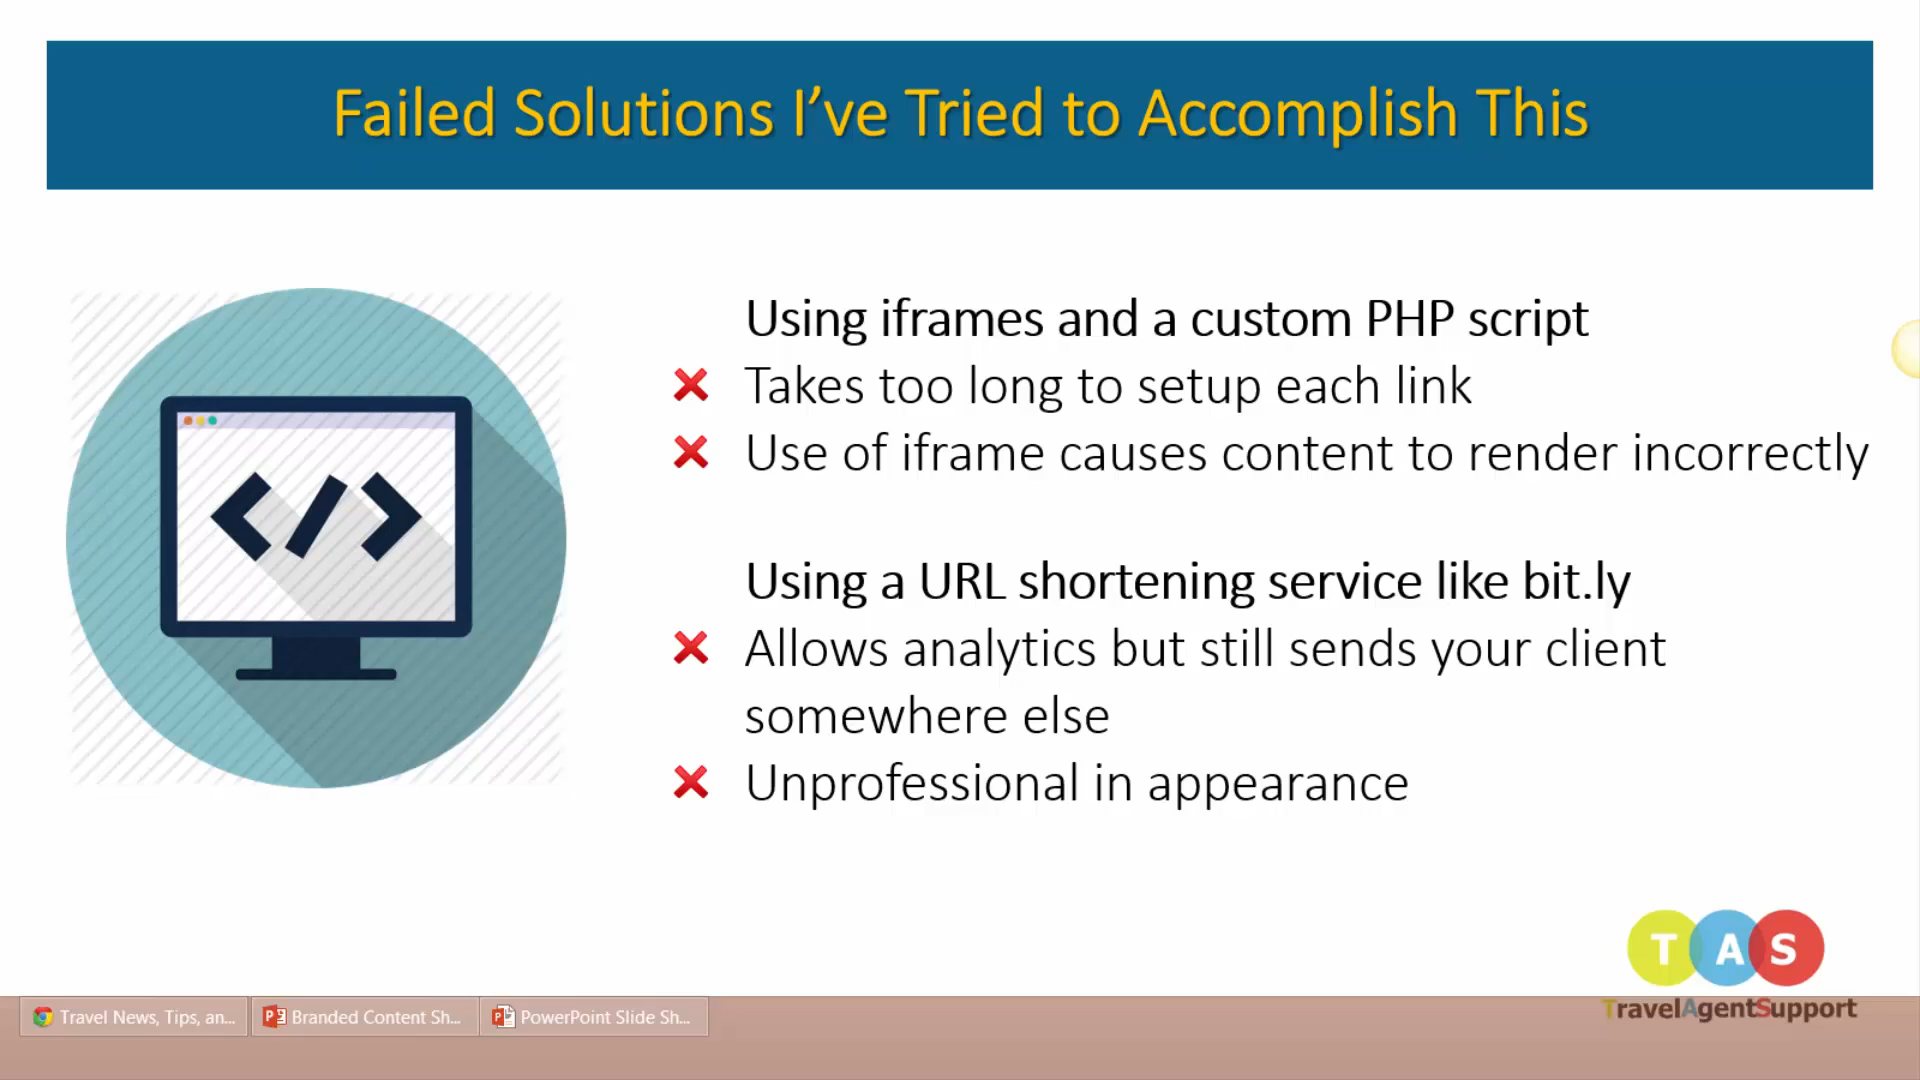 Failed Solutions I’ve Tried to Accomplish This
Using iframes and a custom PHP script
Takes too long to setup each link
Use of iframe causes content to render incorrectly
</>
Using a URL shortening service like bit.ly
Allows analytics but still sends your client
somewhere else
Unprofessional in appearance
T A S
TravelAgentSupport
Travel News, Tips, an...
Branded Content Sh...
PowerPoint Slide Sh...